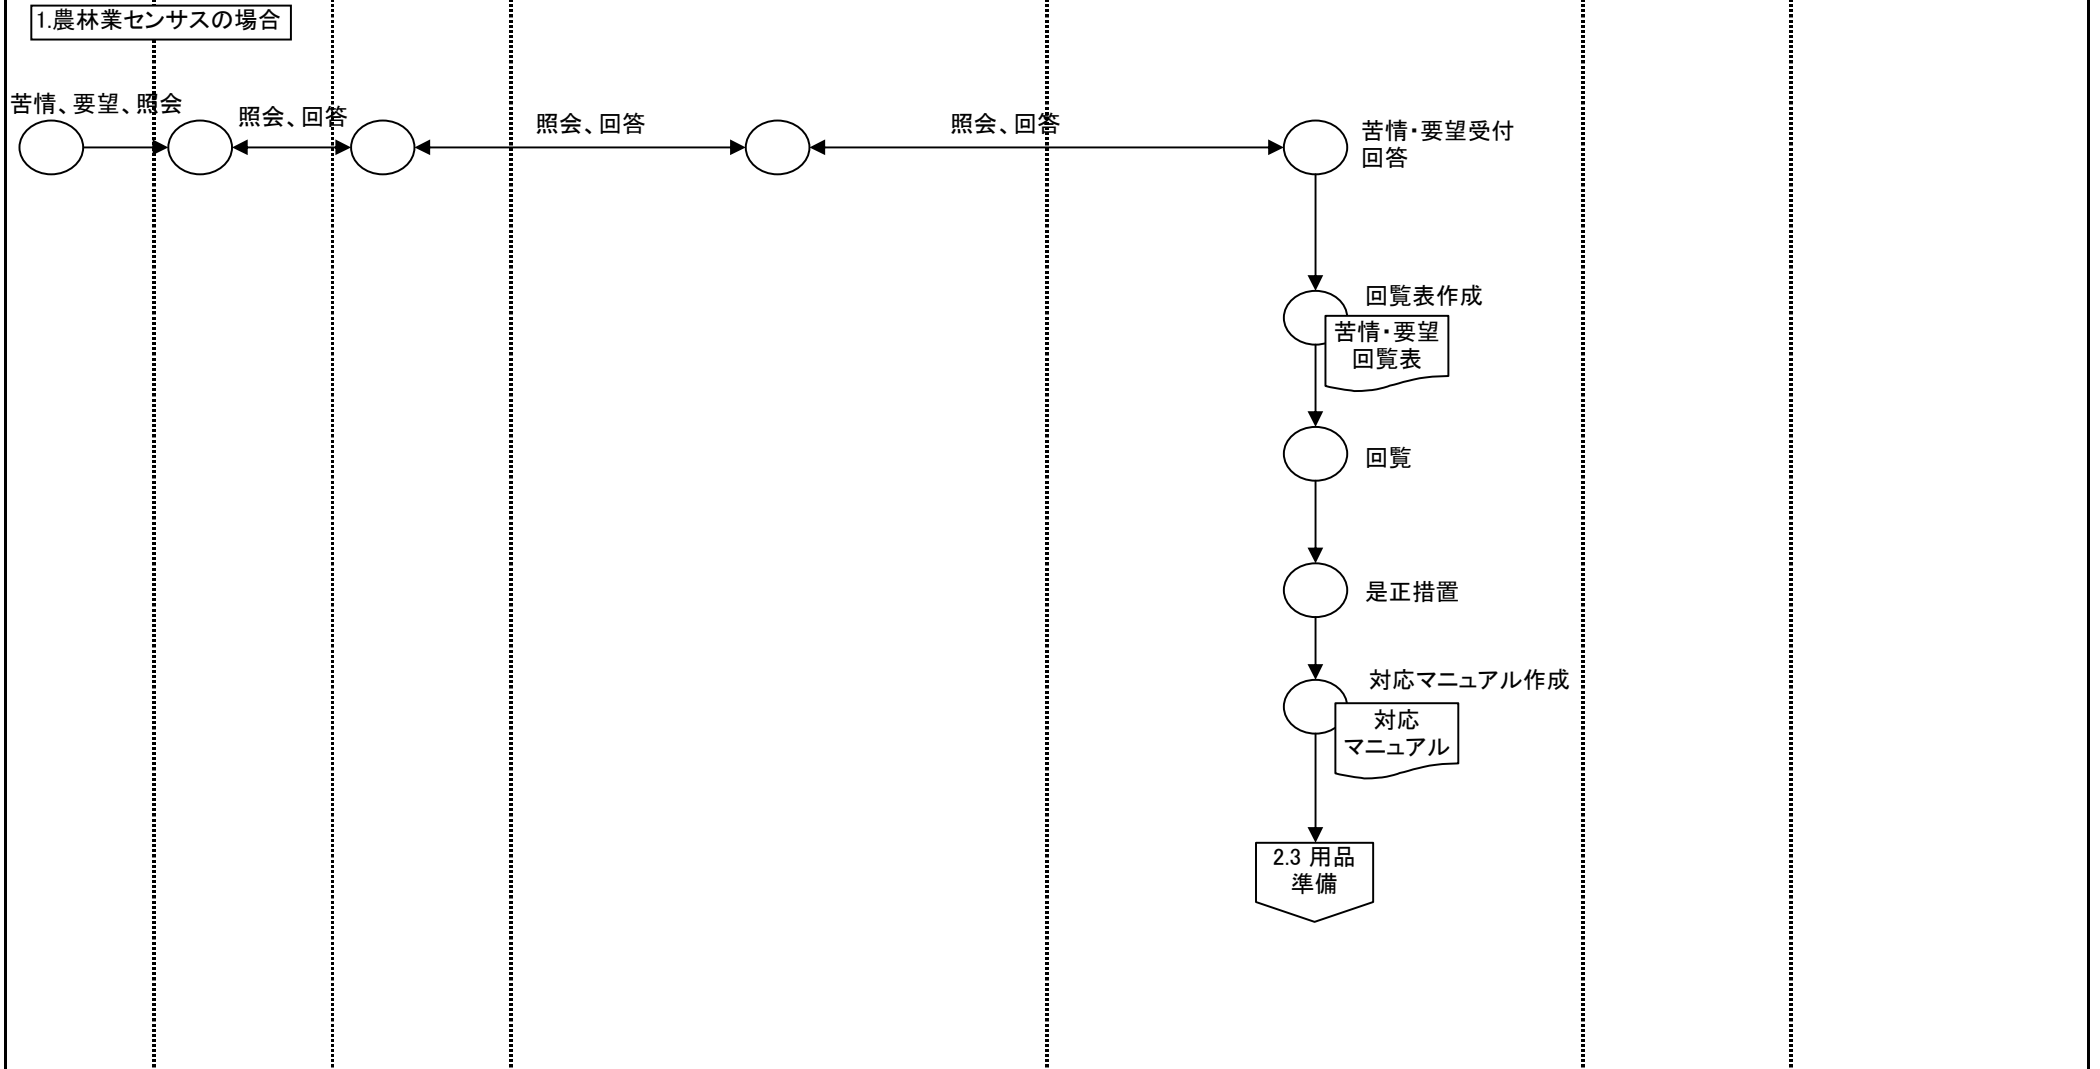 1.農林業センサスの場合
苦情、要望、照会
照会、回答
照会、回答
照会、回答
苦情・要望受付
回答
回覧表作成
苦情・要望
回覧表
回覧
是正措置
対応マニュアル作成
対応
マニュアル
2.3 用品
準備